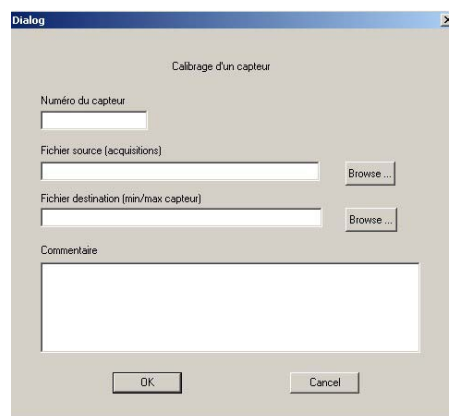 Dialog
Calibrage d'un capteur
Numéro du capteur
Fichier source (acquisitions)
Browse ...
Fichier destination (min/max capteur)
Browse ...
Commentaire
OK
Cancel